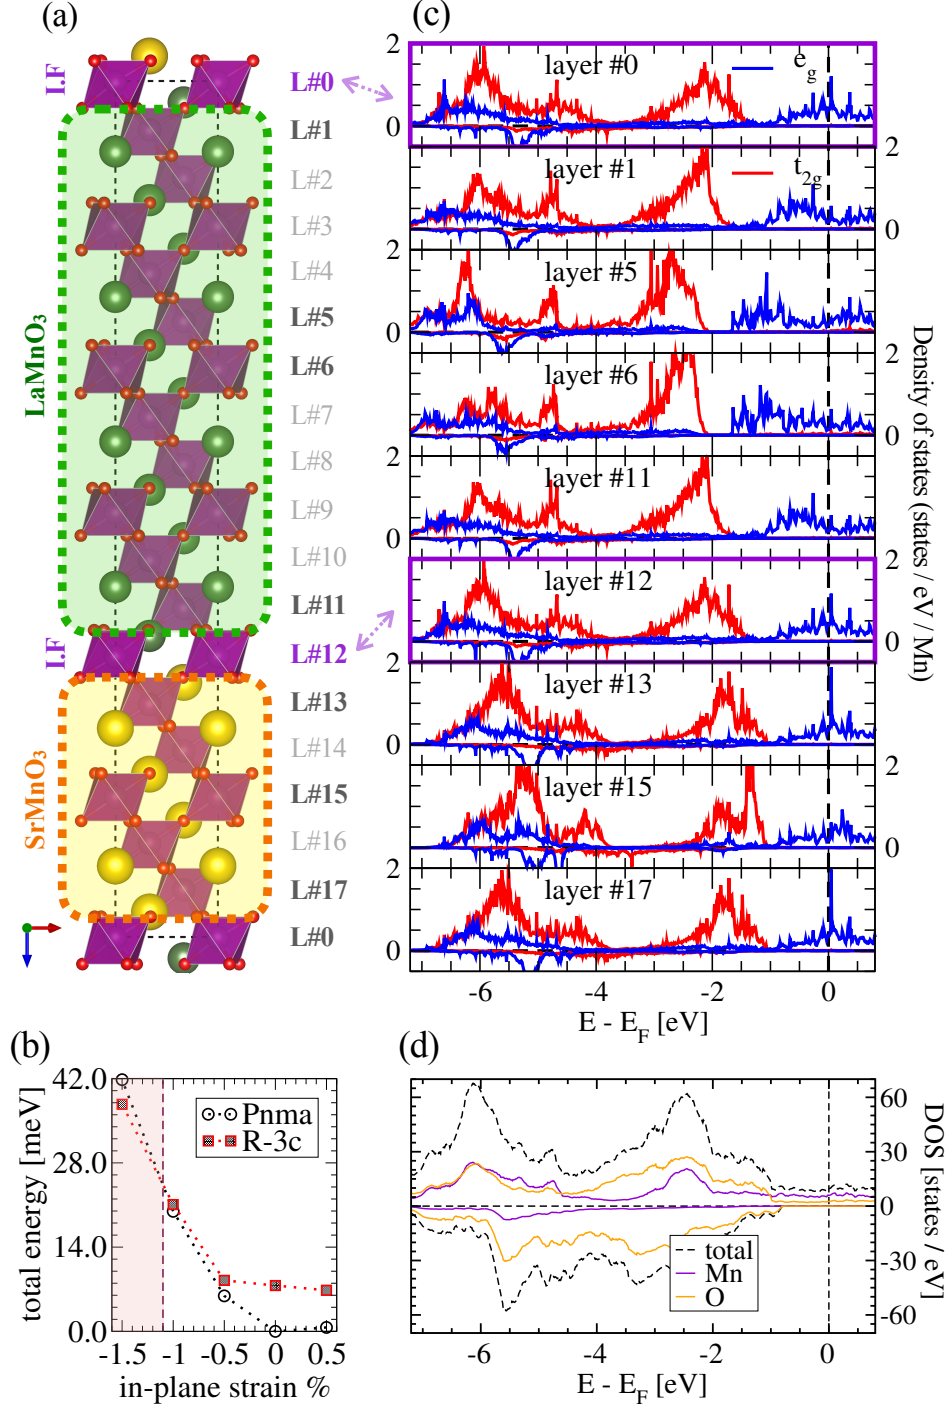 (a)
I.F
L#0
L#1
L#2
L#3
L#4
L#5
L#6
L#7
L#8
L#9
L#10
L#11
L#12
L#13
L#14
L#15
L#16
L#17
L#0
LaMnO3
I.F
SrMnO3
(c)
2
0
layer #0
e_g
2
0
layer #1
t_2g
2
0
layer #5
2
0
layer #6
2
0
layer #11
2
0
layer #12
2
0
layer #13
2
0
layer #15
2
0
layer #17
-6 -4 -2 0
E - E_F [eV]
Density of states (states / eV / Mn)
(b)
42.0
28.0
14.0
0.0
total energy [meV]
Pnma
R-3c
-1.5 -1 -0.5 0 0.5
in-plane strain %
(d)
60
30
0
-30
-60
DOS [states / eV]
total
Mn
O
-6 -4 -2 0
E - E_F [eV]